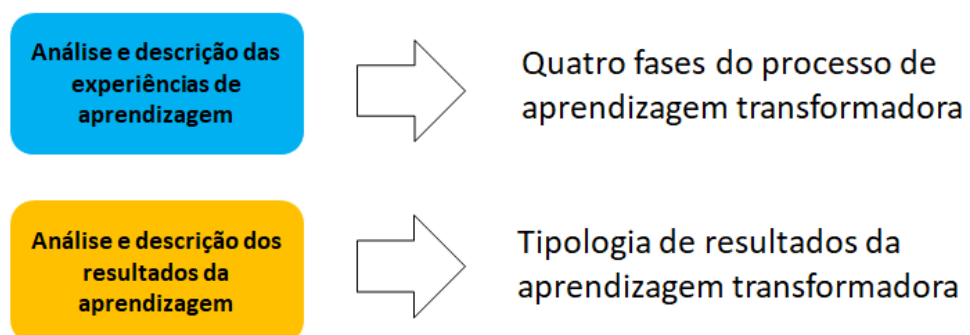 Análise e descrição das
experiências de
aprendizagem
Quatro fases do processo de
aprendizagem transformadora
Análise e descrição dos
resultados da
aprendizagem
Tipologia de resultados da
aprendizagem transformadora